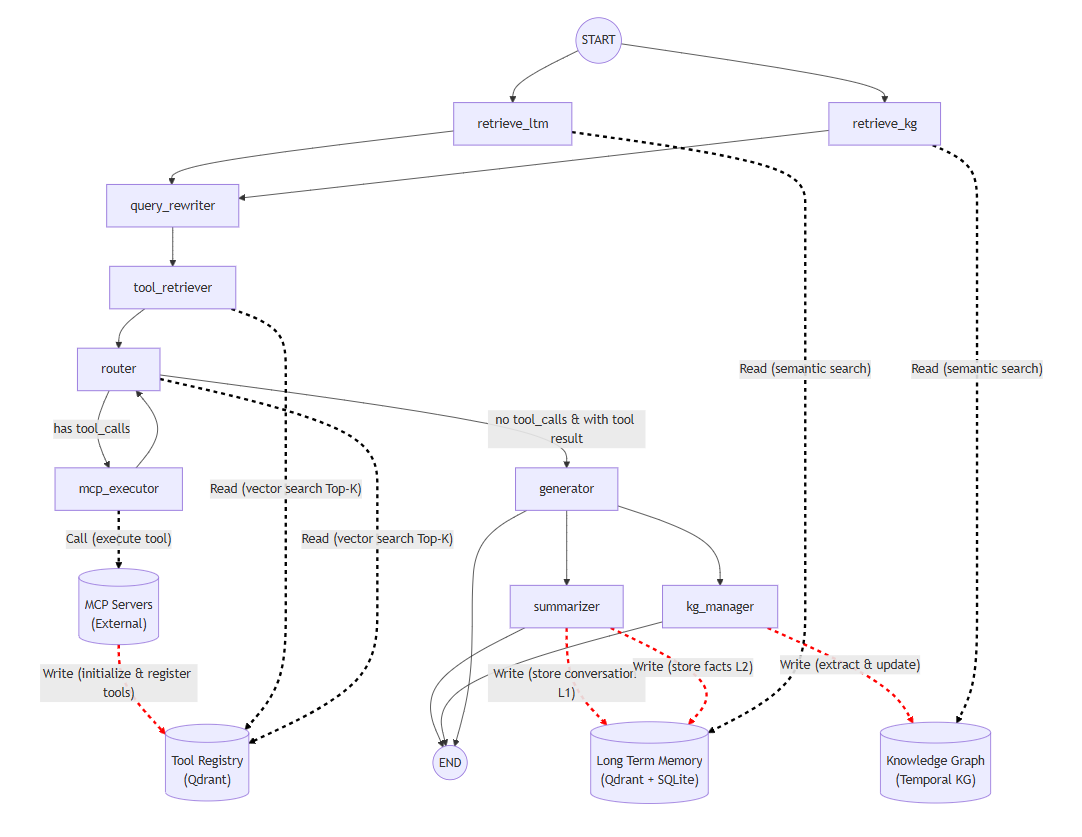 START
retrieve_ltm
retrieve_kg
query_rewriter
tool_retriever
router
Read (semantic search)
Read (semantic search)
has tool_calls
no tool_calls & with tool
result
mcp_executor
Read (vector search Top-K)
generator
Call (execute tool)
Read (vector search Top-K)
MCP Servers
(External)
summarizer
kg_manager
Write (initialize & register
tools)
Write (store conversation
L1)
Write (store facts L2)
Write (extract & update)
Tool Registry
(Qdrant)
END
Long Term Memory
(Qdrant + SQLite)
Knowledge Graph
(Temporal KG)